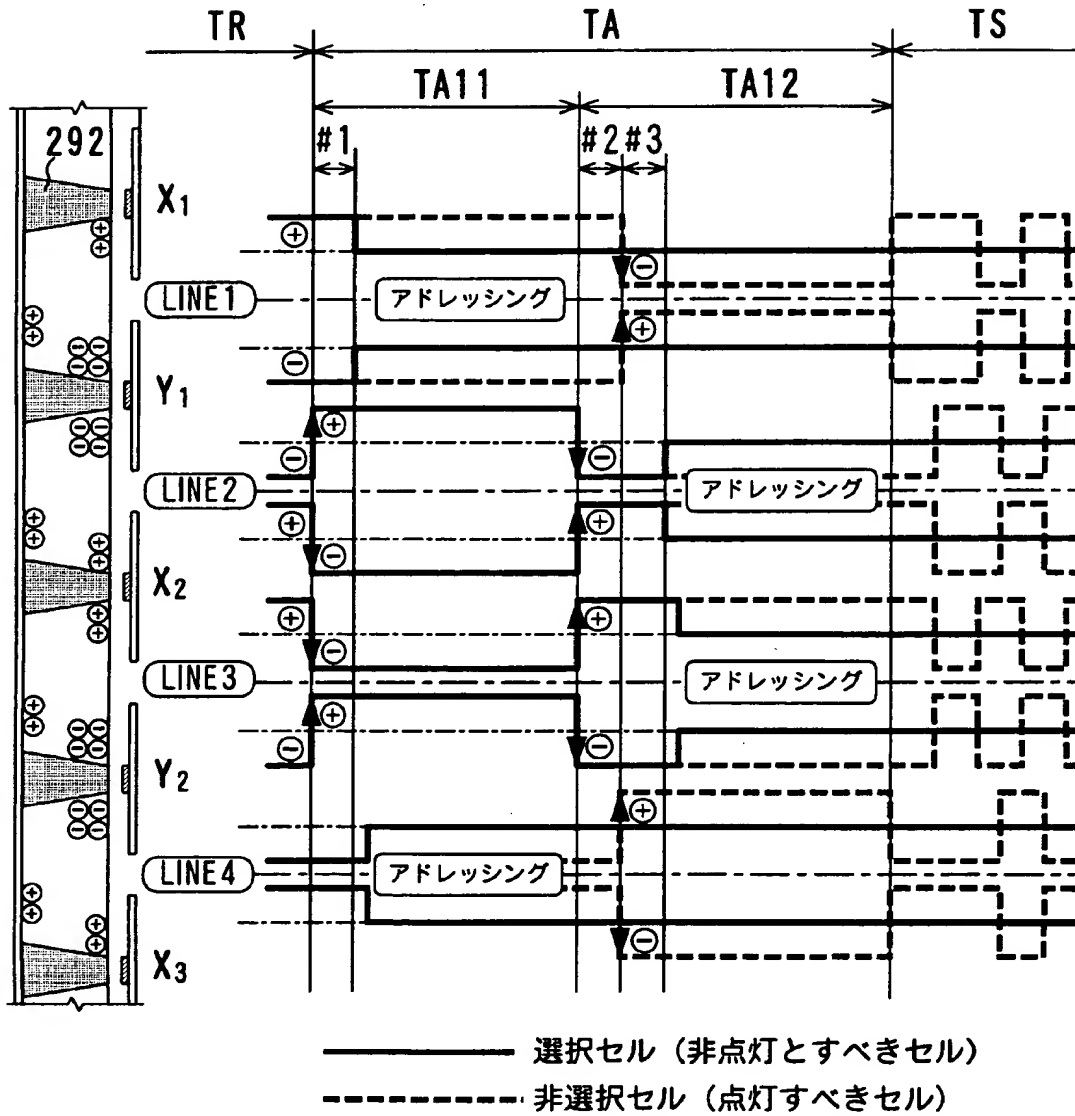 TR TA TS
TA11 TA12
292
#1 #2 #3
X1
⊕ ⊖
LINE1 アドレッシング
⊖ ⊕
Y1
⊕
⊖ ⊖
LINE2 アドレッシング
⊕ ⊕
⊖
X2
⊕ ⊕
⊖
LINE3 アドレッシング
⊕
⊖ ⊖
Y2
⊕
LINE4 アドレッシング
⊖
X3
選択セル(非点灯とすべきセル)
非選択セル(点灯すべきセル)